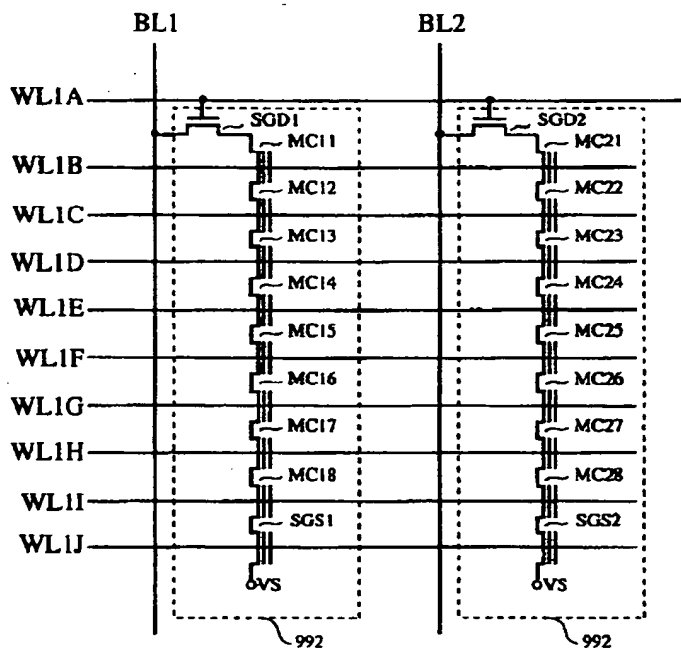 BL1 BL2
WL1A
SGD1 SGD2
MC11 MC21
WL1B
MC12 MC22
WL1C
MC13 MC23
WL1D
MC14 MC24
WL1E
MC15 MC25
WL1F
MC16 MC26
WL1G
MC17 MC27
WL1H
MC18 MC28
WL1I
SGS1 SGS2
WL1J
VS VS
992 992